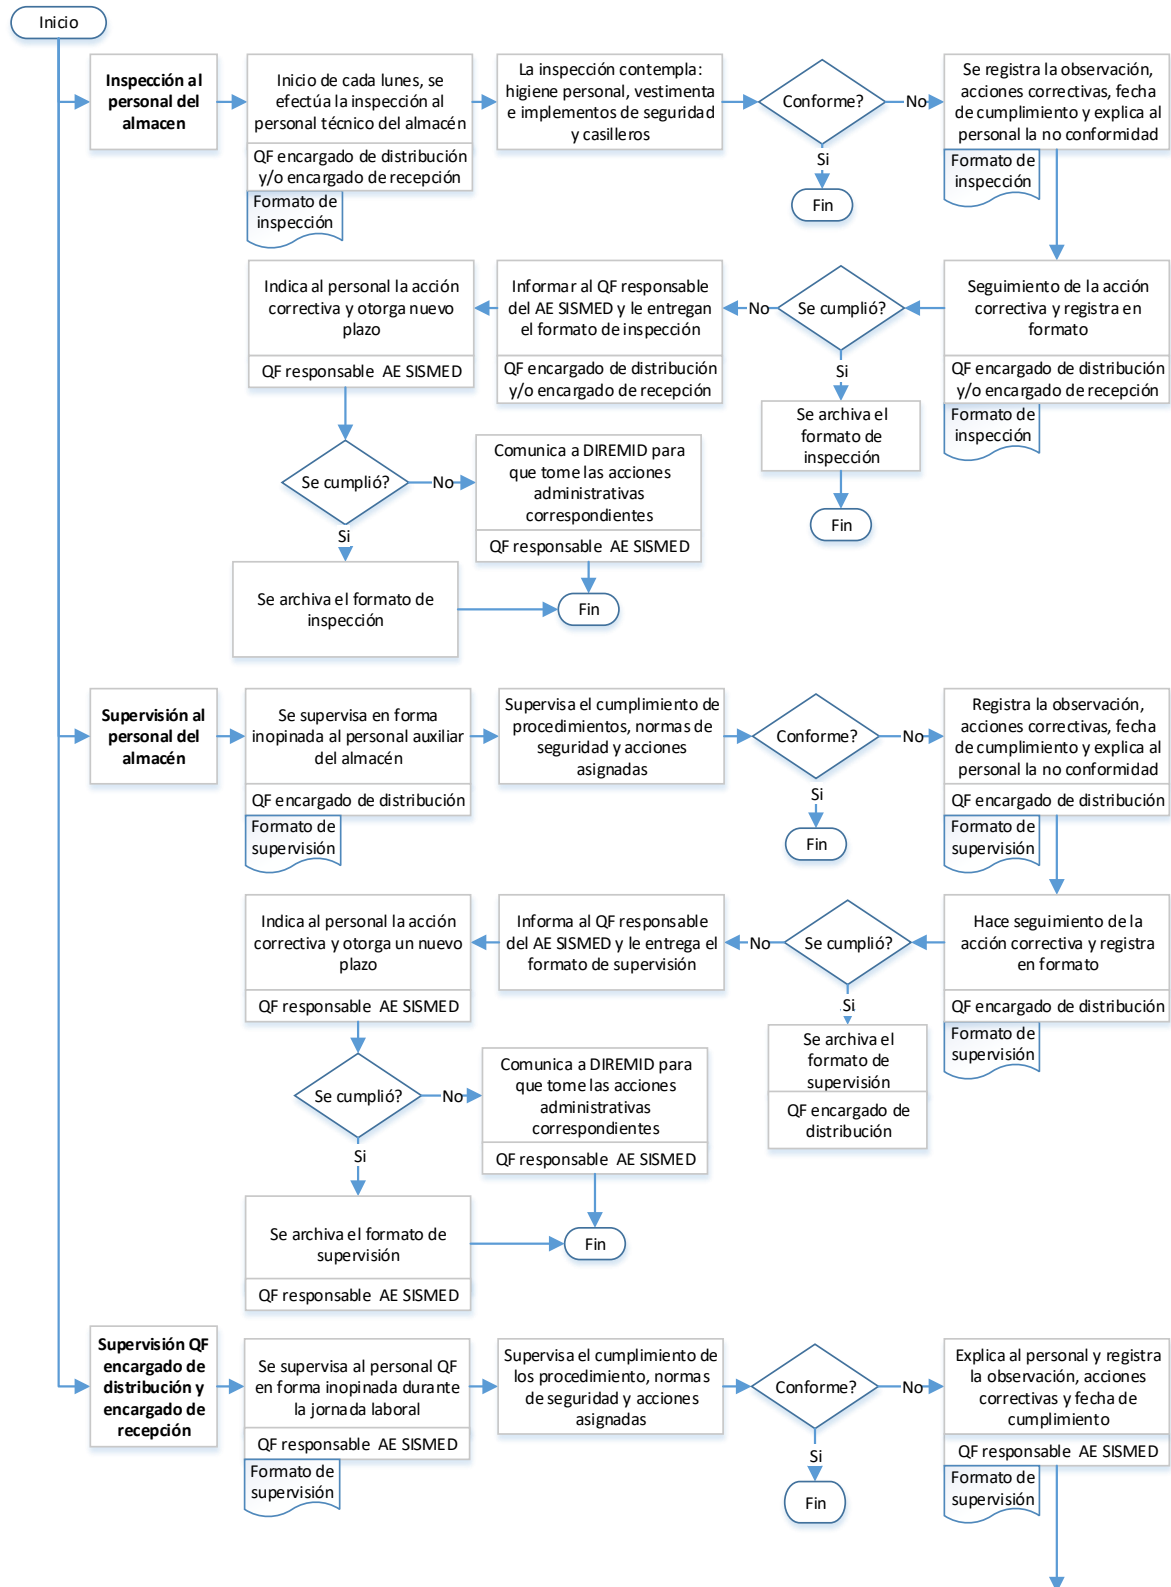 Inicio
Inspección al
personal del
almacen
Inicio de cada lunes, se
efectúa la inspección al
personal técnico del almacén
QF encargado de distribución
y/o encargado de recepción
Formato de
inspección
La inspección contempla:
higiene personal, vestimenta
e implementos de seguridad
y casilleros
Conforme?
No
Si
Fin
Se registra la observación,
acciones correctivas, fecha
de cumplimiento y explica al
personal la no conformidad
Formato de
inspección
Seguimiento de la acción
correctiva y registra en
formato
QF encargado de distribución
y/o encargado de recepción
Formato de
inspección
Se cumplió?
No
Si
Se archiva el
formato de
inspección
Fin
Informar al QF responsable
del AE SISMED y le entregan
el formato de inspección
QF encargado de distribución
y/o encargado de recepción
Indica al personal la acción
correctiva y otorga nuevo
plazo
QF responsable AE SISMED
Se cumplió?
No
Si
Comunica a DIREMID para
que tome las acciones
administrativas
correspondientes
QF responsable AE SISMED
Se archiva el formato de
inspección
Fin
Supervisión al
personal del
almacén
Se supervisa en forma
inopinada al personal auxiliar
del almacén
QF encargado de distribución
Formato de
supervisión
Supervisa el cumplimiento de
procedimientos, normas de
seguridad y acciones
asignadas
Conforme?
No
Si
Fin
Registra la observación,
acciones correctivas, fecha
de cumplimiento y explica al
personal la no conformidad
QF encargado de distribución
Formato de
supervisión
Hace seguimiento de la
acción correctiva y registra
en formato
QF encargado de distribución
Formato de
supervisión
Se cumplió?
No
Si
Se archiva el
formato de
supervisión
QF encargado de
distribución
Informa al QF responsable
del AE SISMED y le entrega el
formato de supervisión
Indica al personal la acción
correctiva y otorga un nuevo
plazo
QF responsable AE SISMED
Se cumplió?
No
Si
Comunica a DIREMID para
que tome las acciones
administrativas
correspondientes
QF responsable AE SISMED
Se archiva el formato de
supervisión
QF responsable AE SISMED
Fin
Supervisión QF
encargado de
distribución y
encargado de
recepción
Se supervisa al personal QF
en forma inopinada durante
la jornada laboral
QF responsable AE SISMED
Formato de
supervisión
Supervisa el cumplimiento de
los procedimiento, normas
de seguridad y acciones
asignadas
Conforme?
No
Si
Fin
Explica al personal y registra
la observación, acciones
correctivas y fecha de
cumplimiento
QF responsable AE SISMED
Formato de
supervisión